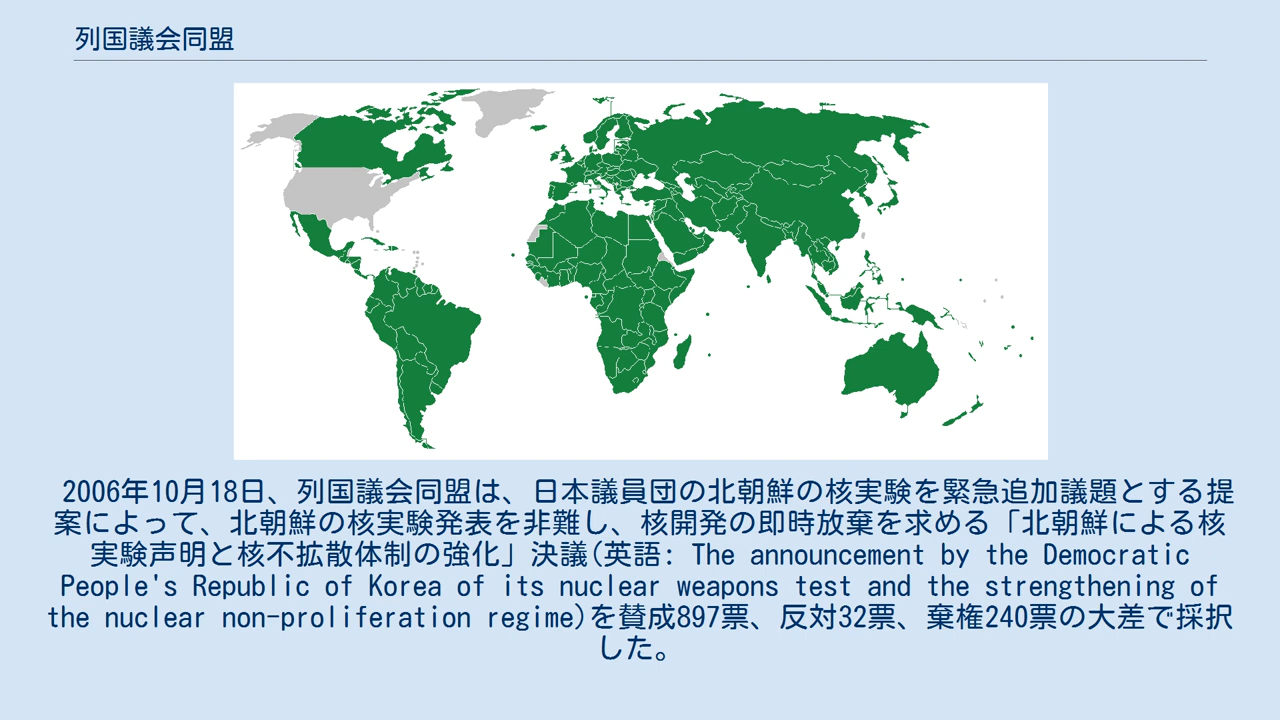 列国議会同盟
2006年10月18日、列国議会同盟は、日本議員団の北朝鮮の核実験を緊急追加議題とする提
案によって、北朝鮮の核実験発表を非難し、核開発の即時放棄を求める「北朝鮮による核
実験声明と核不拡散体制の強化」決議(英語: The announcement by the Democratic
People's Republic of Korea of its nuclear weapons test and the strengthening of
the nuclear non-proliferation regime)を賛成897票、反対32票、棄権240票の大差で採択
した。